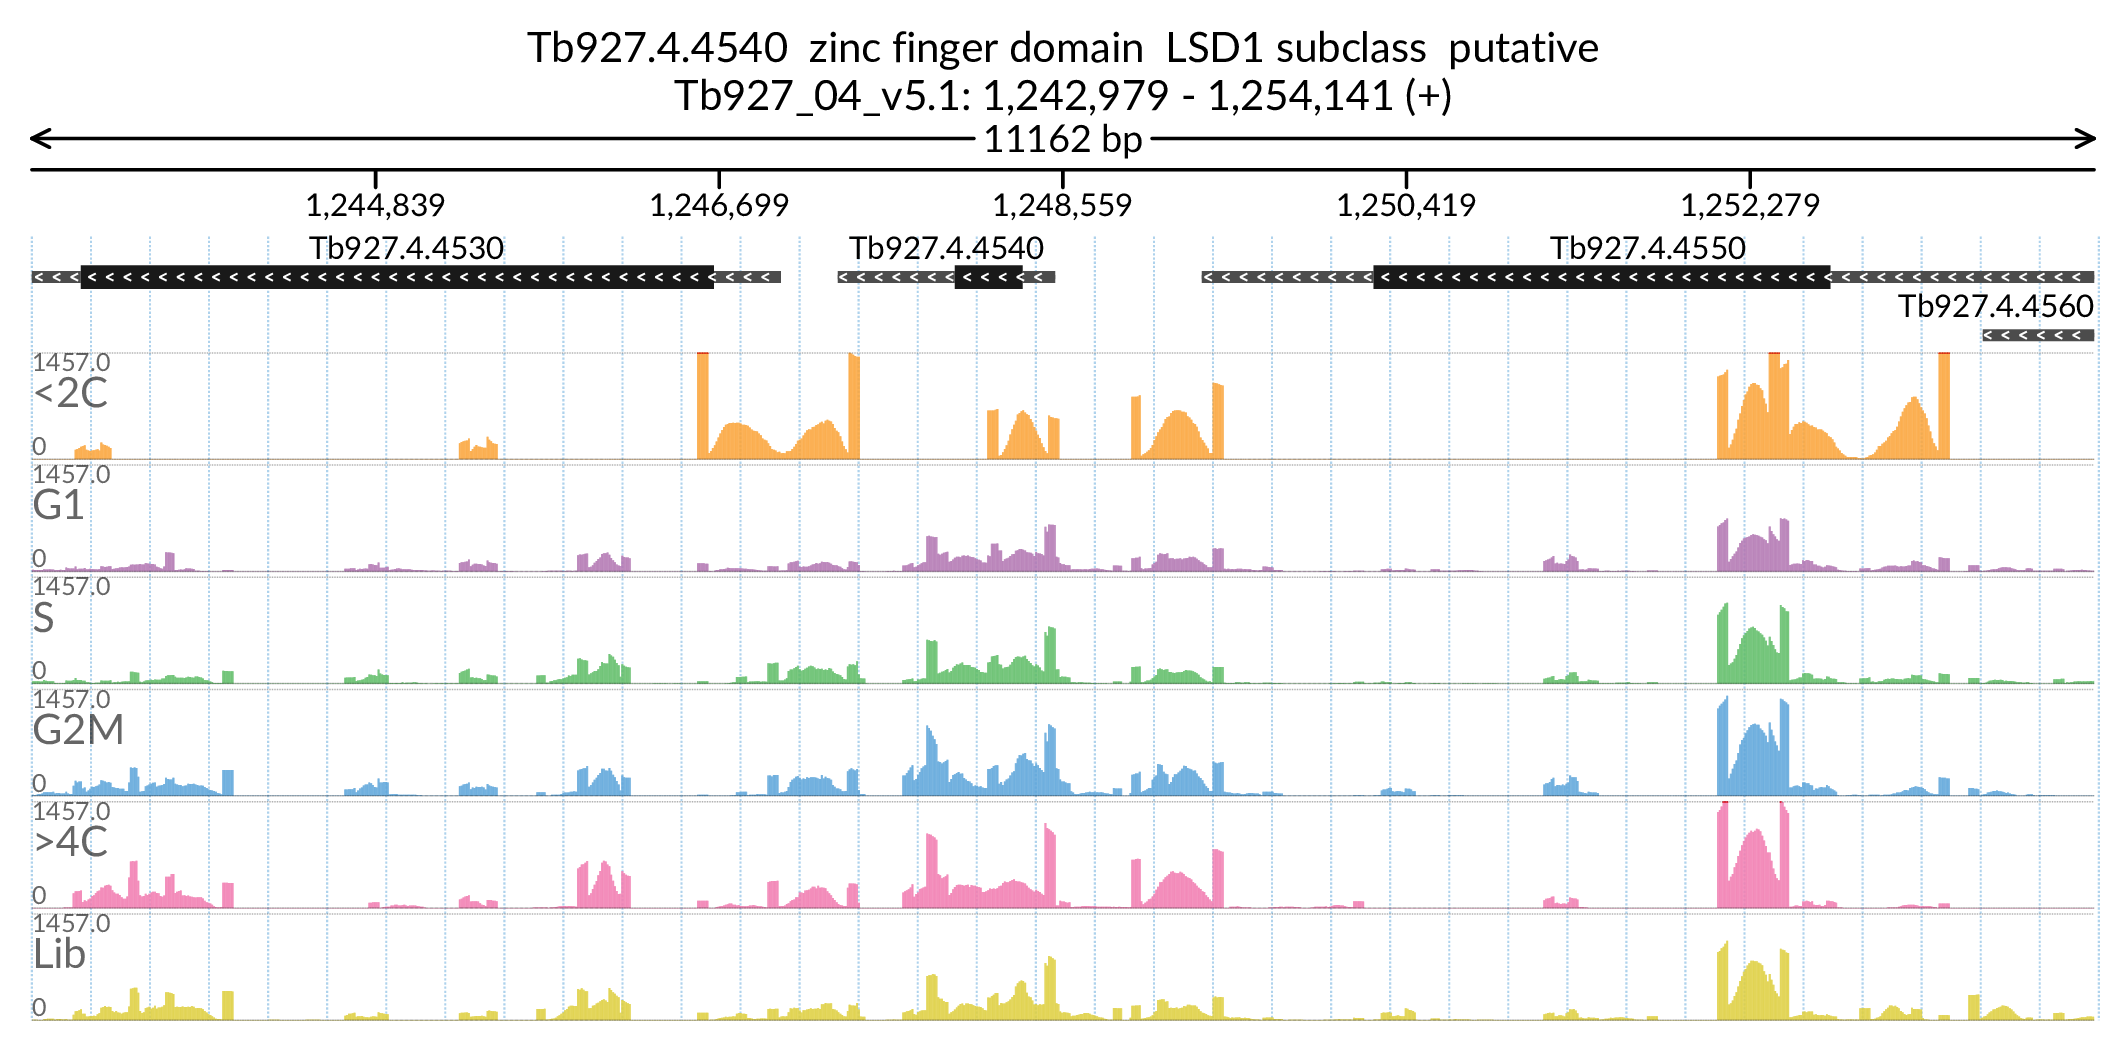 Tb927.4.4540 zinc finger domain LSD1 subclass putative
Tb927_04_v5.1: 1,242,979 - 1,254,141 (+)
11162 bp
1,244,839 1,246,699 1,248,559 1,250,419 1,252,279
Tb927.4.4530 Tb927.4.4540 Tb927.4.4550
Tb927.4.4560
1457.0
<2C
0
1457.0
G1
0
1457.0
S
0
1457.0
G2M
0
1457.0
>4C
0
1457.0
Lib
0